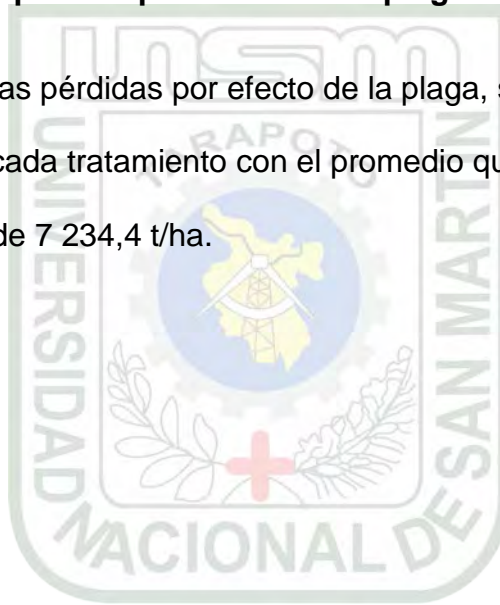 as pérdidas por efecto de la plaga, s
cada tratamiento con el promedio qu
de 7 234,4 t/ha.
unsm
TARAPOTO
UNIVERSIDAD NACIONAL DE SAN MARTIN